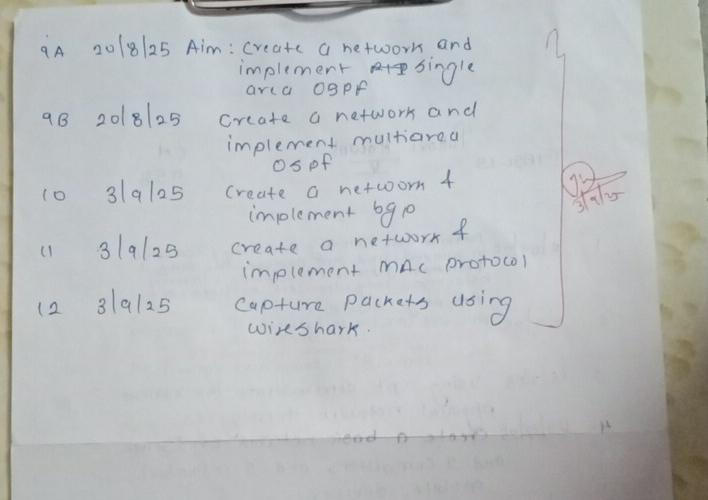 9A 20/8/25 Aim: Create a network and
implement single
area OSPF
9B 20/8/25 Create a network and
implement multiarea
OSPf
10 3/9/25 Create a network &
implement bgp
11 3/9/25 create a network &
implement MAC protocol
12 3/9/25 Capture Packets using
wireshark.
3/9/25